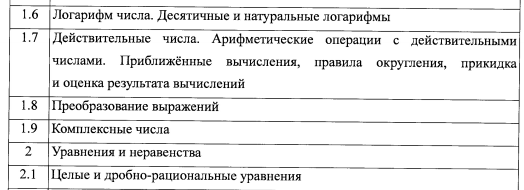 1.6 Логарифм числа. Десятичные и натуральные логарифмы
1.7 Действительные числа. Арифметические операции с действительными
числами. Приближённые вычисления, правила округления, прикидка
и оценка результата вычислений
1.8 Преобразование выражений
1.9 Комплексные числа
2 Уравнения и неравенства
2.1 Целые и дробно-рациональные уравнения